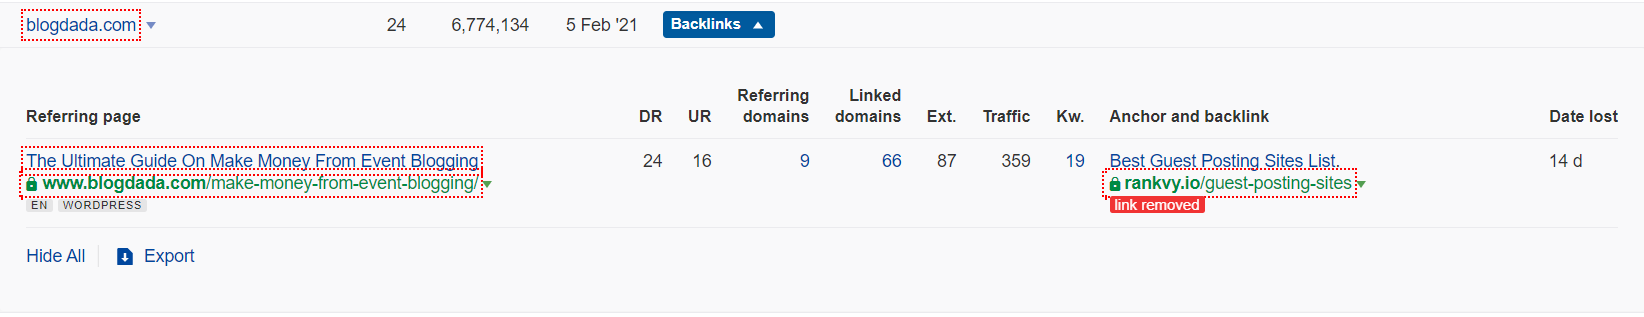 blogdada.com 24 6,774,134 5 Feb '21 Backlinks
Referring page DR UR Referring domains Linked domains Ext. Traffic Kw. Anchor and backlink Date lost
The Ultimate Guide On Make Money From Event Blogging 24 16 9 66 87 359 19 Best Guest Posting Sites List. 14 d
www.blogdada.com/make-money-from-event-blogging/ rankvy.io/guest-posting-sites
EN WORDPRESS link removed
Hide All Export